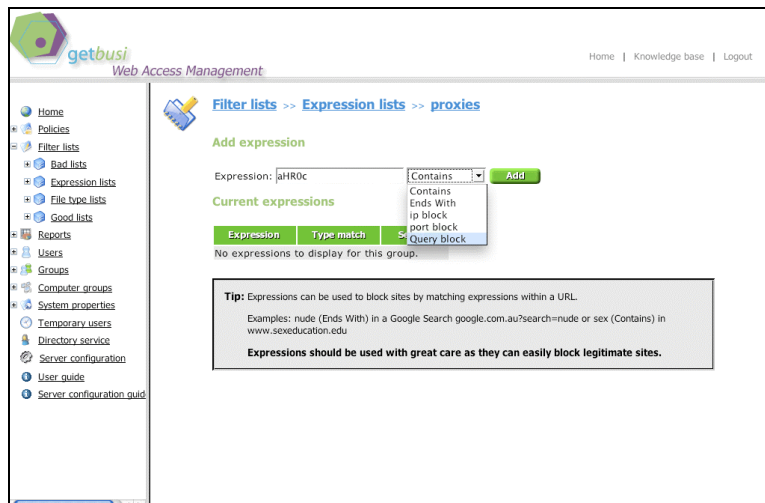 getbusi
Web Access Management
Home | Knowledge base | Logout
Home
Policies
Filter lists
Bad lists
Expression lists
File type lists
Good lists
Reports
Users
Groups
Computer groups
System properties
Temporary users
Directory service
Server configuration
User guide
Server configuration guid
Filter lists >> Expression lists >> proxies
Add expression
Expression: aHR0c Contains Add
Contains
Ends With
ip block
port block
Query block
Current expressions
Expression Type match
No expressions to display for this group.
Tip: Expressions can be used to block sites by matching expressions within a URL.
Examples: nude (Ends With) in a Google Search google.com.au?search=nude or sex (Contains) in
www.sexeducation.edu
Expressions should be used with great care as they can easily block legitimate sites.